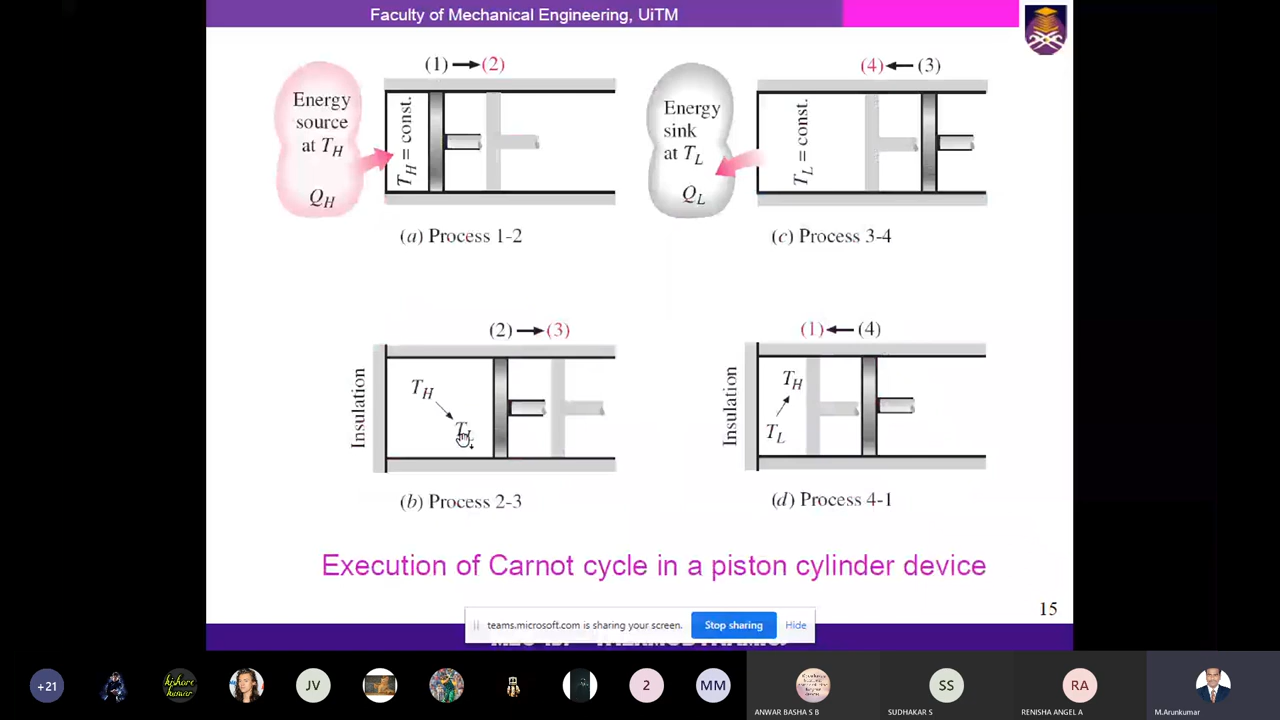 Faculty of Mechanical Engineering, UiTM
(1) → (2)
Energy
source
at T_H
Q_H
T_H = const.
(a) Process 1-2
(4) ← (3)
Energy
sink
at T_L
Q_L
T_L = const.
(c) Process 3-4
(2) → (3)
Insulation
T_H
T_L
(b) Process 2-3
(1) ← (4)
Insulation
T_H
T_L
(d) Process 4-1
Execution of Carnot cycle in a piston cylinder device
15
teams.microsoft.com is sharing your screen.
Stop sharing
Hide
+21
JV
2
MM
SS
RA
ANWAR BASHA S B
SUDHAKAR S
RENISHA ANGEL A
M.Arunkumar